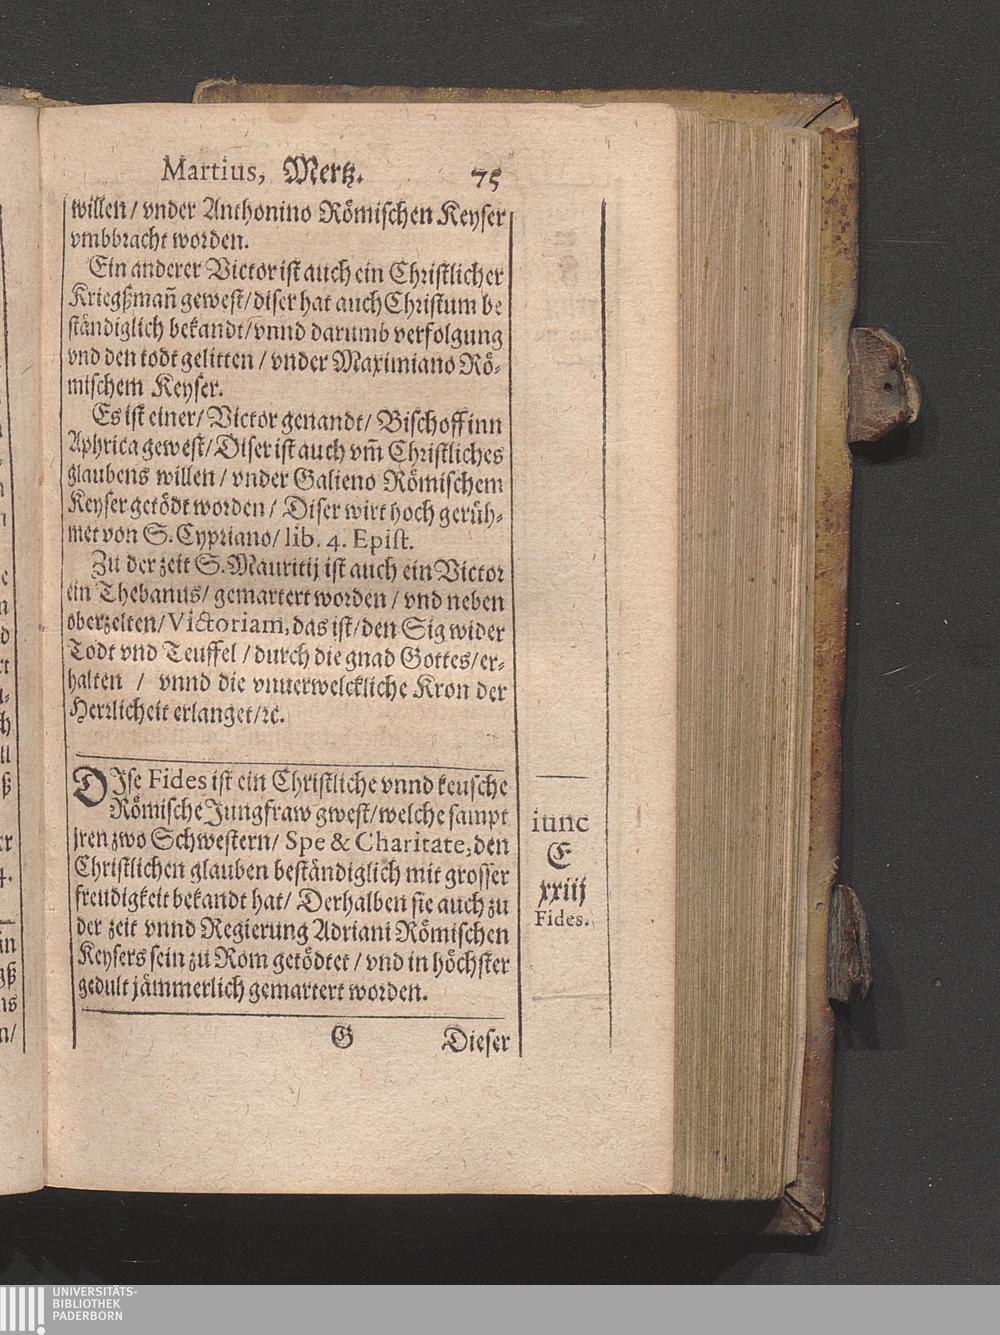 Martius, Mertz. 75
willen / vnder Anthonino Römischen Keyser
vmbbracht worden.
Ein anderer Victor ist auch ein Christlicher
Kriegßmañ gewest / diser hat auch Christum be
ständiglich bekandt / vnnd darumb verfolgung
vnd den todt gelitten / vnder Maximiano Rö-
mischem Keyser.
Es ist einer / Victor genandt / Bischoff inn
Aphrica gewest / Diser ist auch vm̃ Christliches
glaubens willen / vnder Galieno Römischem
Keyser getödt worden / Diser wirt hoch gerüh-
met von S. Cypriano / lib. 4. Epist.
Zu der zeit S. Mauritij ist auch ein Victor
ein Thebanus / gemartert worden / vnd neben
oberzelten / Victoriam, das ist / den Sig wider
Todt vnd Teuffel / durch die gnad Gottes / er-
halten / vnnd die vnuerwelckliche Kron der
Herrlicheit erlanget / ꝛc.
DIse Fides ist ein Christliche vnnd keusche
Römische Jungfraw gwest / welche sampt
jren zwo Schwestern / Spe & Charitate, den
Christlichen glauben beständiglich mit grosser
freudigkeit bekandt hat / Derhalben sie auch zu
der zeit vnnd Regierung Adriani Römischen
Keysers sein zu Rom getödtet / vnd in höchster
gedult jämmerlich gemartert worden.
iunc
E
xxiij
Fides.
G Dieser
UNIVERSITÄTS-
BIBLIOTHEK
PADERBORN